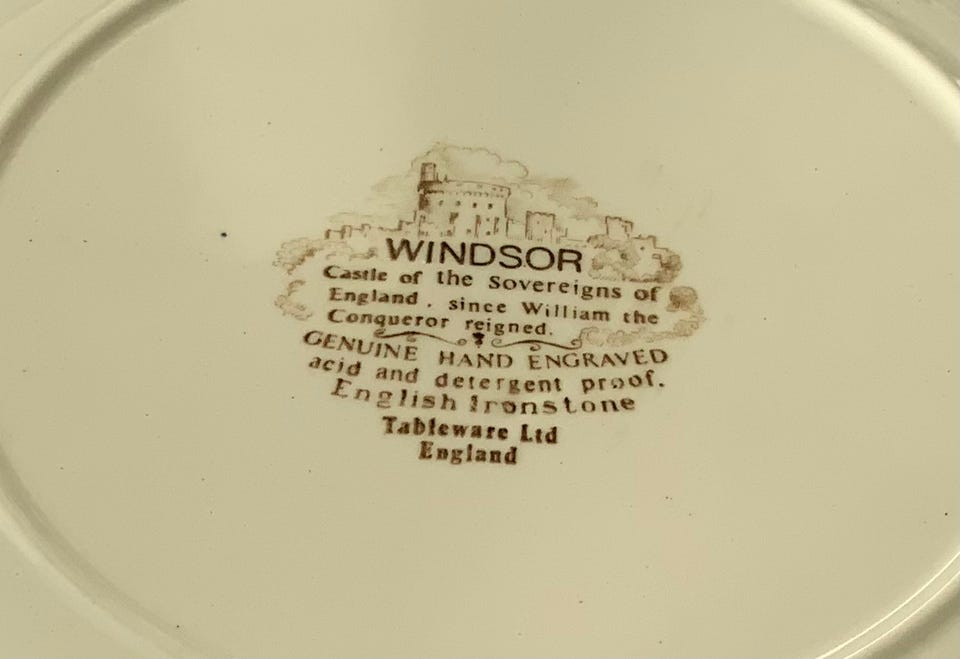 WINDSOR
Castle of the Sovereigns of
England. since William the
Conqueror reigned.
GENUINE HAND ENGRAVED
acid and detergent proof.
English Ironstone
Tableware Ltd
England